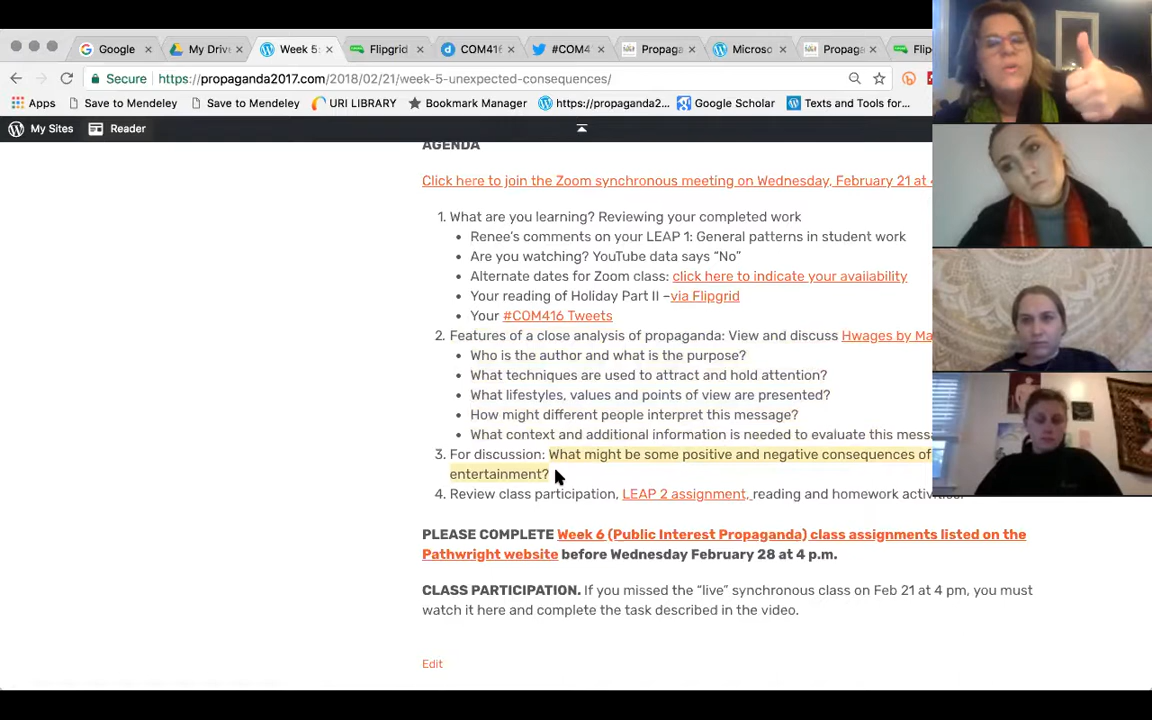 Google
My Driv
Week 5:
Flipgrid
COM416
#COM4
Propaga
Microso
Propag
Flip
Secure https://propaganda2017.com/2018/02/21/week-5-unexpected-consequences/
Apps Save to Mendeley Save to Mendeley URI LIBRARY Bookmark Manager https://propaganda2... Google Scholar Texts and Tools for...
My Sites Reader
AGENDA
Click here to join the Zoom synchronous meeting on Wednesday, February 21 at 4
1. What are you learning? Reviewing your completed work
• Renee's comments on your LEAP 1: General patterns in student work
• Are you watching? YouTube data says “No”
• Alternate dates for Zoom class: click here to indicate your availability
• Your reading of Holiday Part II –via Flipgrid
• Your #COM416 Tweets
2. Features of a close analysis of propaganda: View and discuss Hwages by Ma
• Who is the author and what is the purpose?
• What techniques are used to attract and hold attention?
• What lifestyles, values and points of view are presented?
• How might different people interpret this message?
• What context and additional information is needed to evaluate this mess
3. For discussion: What might be some positive and negative consequences of
entertainment?
4. Review class participation, LEAP 2 assignment, reading and homework activities.
PLEASE COMPLETE Week 6 (Public Interest Propaganda) class assignments listed on the
Pathwright website before Wednesday February 28 at 4 p.m.
CLASS PARTICIPATION. If you missed the “live” synchronous class on Feb 21 at 4 pm, you must
watch it here and complete the task described in the video.
Edit